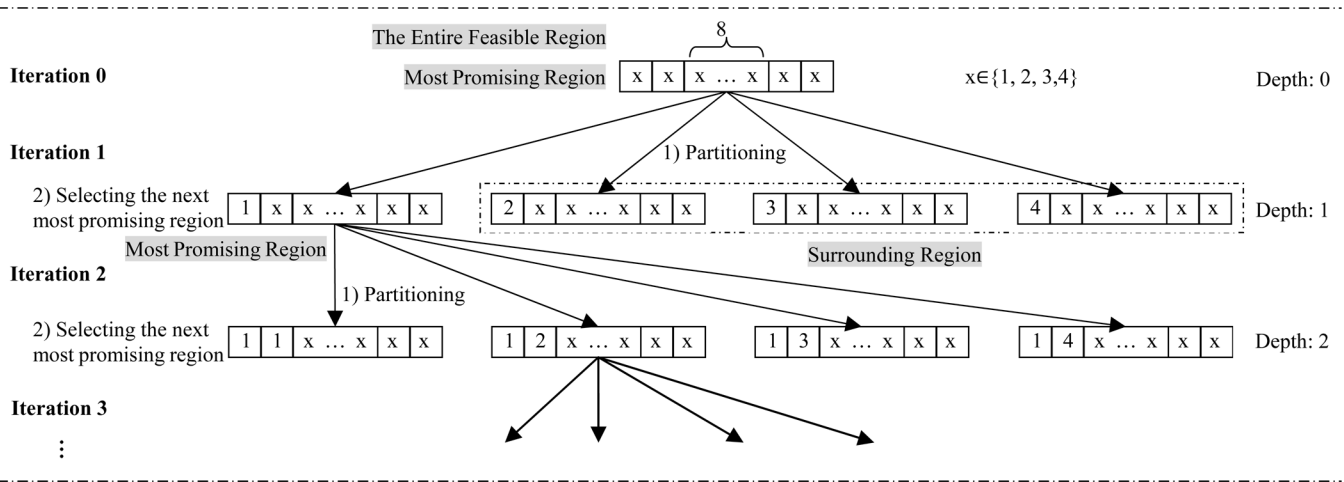 8
The Entire Feasible Region
Iteration 0
Most Promising Region
x x x … x x x
x∈{1, 2, 3,4}
Depth: 0
Iteration 1
1) Partitioning
2) Selecting the next
most promising region
1 x x … x x x
2 x x … x x x
3 x x … x x x
4 x x … x x x
Depth: 1
Most Promising Region
Surrounding Region
Iteration 2
1) Partitioning
2) Selecting the next
most promising region
1 1 x … x x x
1 2 x … x x x
1 3 x … x x x
1 4 x … x x x
Depth: 2
Iteration 3
⋮